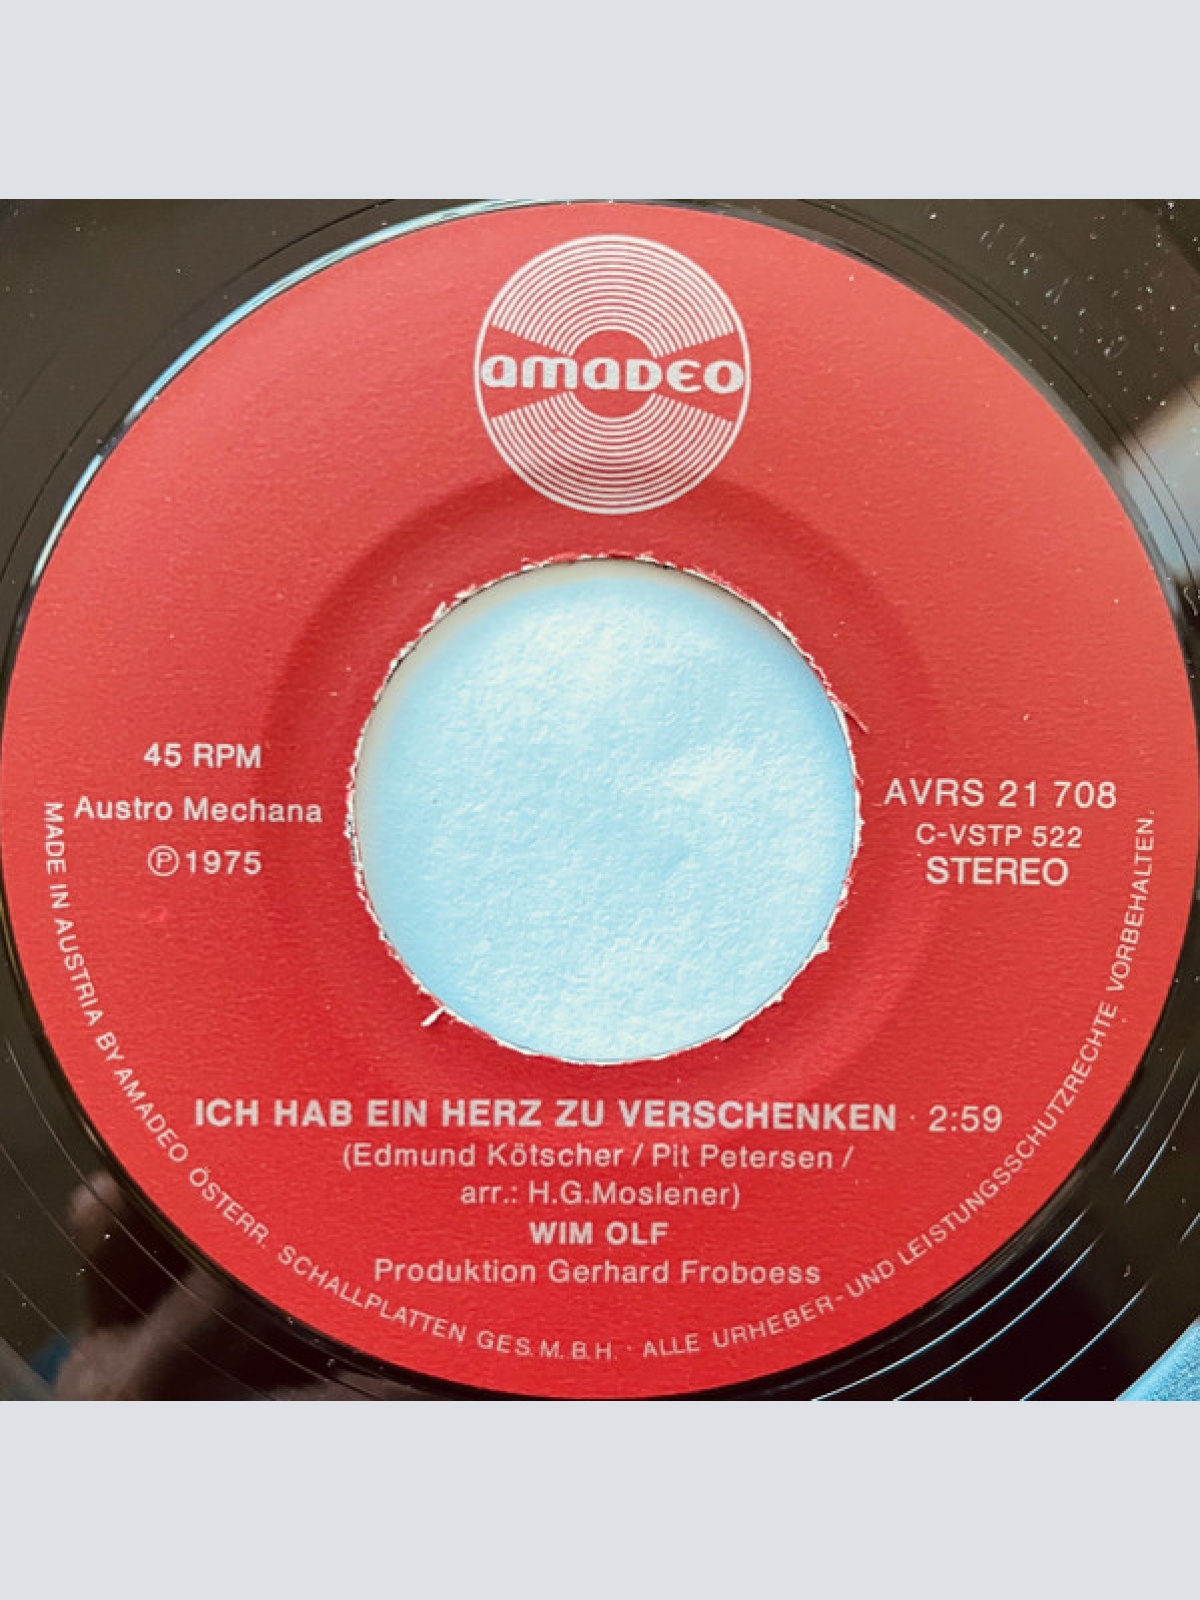 amaDeo
45 RPM
Austro Mechana
Ⓟ1975
AVRS 21 708
C-VSTP 522
STEREO
ICH HAB EIN HERZ ZU VERSCHENKEN · 2:59
(Edmund Kötscher / Pit Petersen /
arr.: H.G.Moslener)
WIM OLF
Produktion Gerhard Froboess
MADE IN AUSTRIA BY AMADEO ÖSTERR. SCHALLPLATTEN GES.M.B.H. · ALLE URHEBER- UND LEISTUNGSSCHUTZRECHTE VORBEHALTEN.